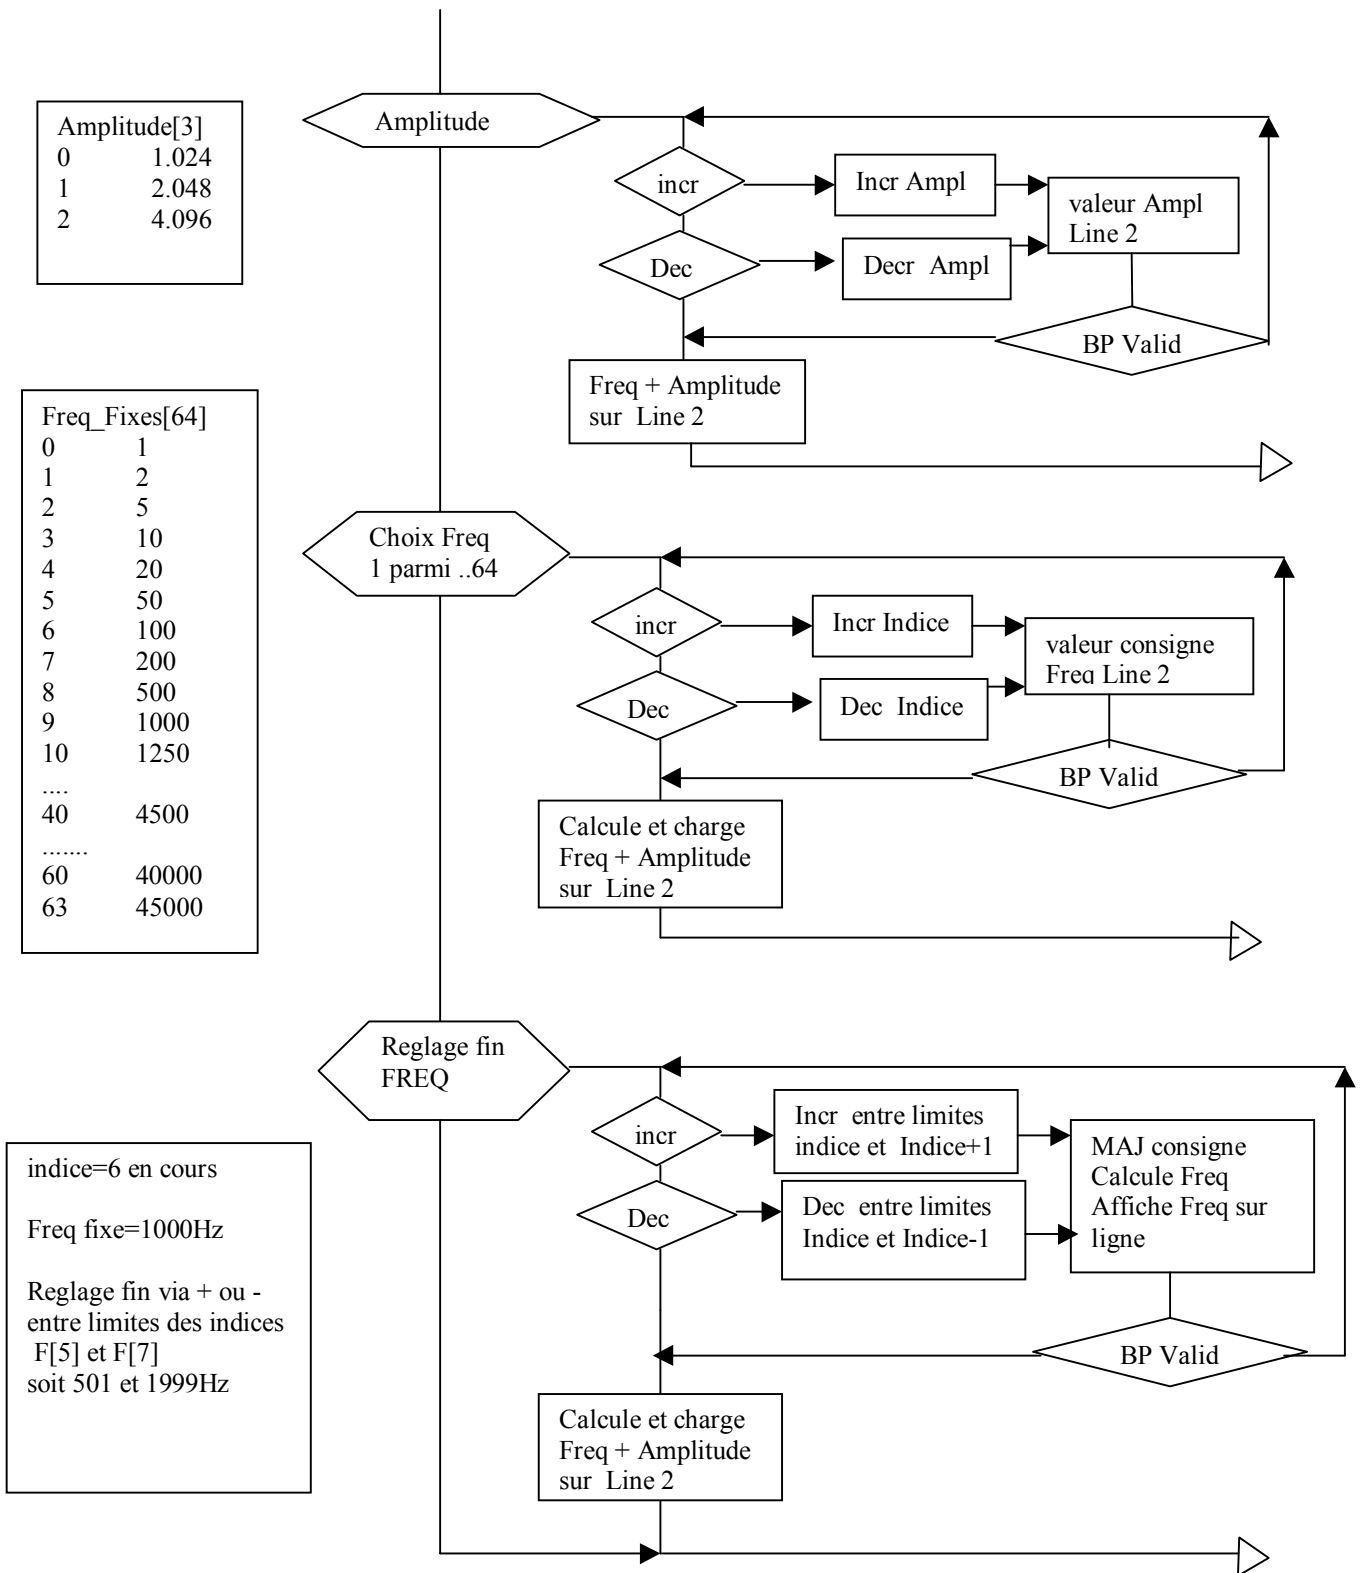 Amplitude[3]
0 1.024
1 2.048
2 4.096
Amplitude
incr
Incr Ampl
valeur Ampl
Line 2
Dec
Decr Ampl
BP Valid
Freq + Amplitude
sur Line 2
Freq_Fixes[64]
0 1
1 2
2 5
3 10
4 20
5 50
6 100
7 200
8 500
9 1000
10 1250
....
40 4500
.......
60 40000
63 45000
Choix Freq
1 parmi ..64
incr
Incr Indice
valeur consigne
Freq Line 2
Dec
Dec Indice
BP Valid
Calcule et charge
Freq + Amplitude
sur Line 2
Reglage fin
FREQ
incr
Incr entre limites
indice et Indice+1
MAJ consigne
Calcule Freq
Affiche Freq sur
ligne
Dec
Dec entre limites
Indice et Indice-1
BP Valid
Calcule et charge
Freq + Amplitude
sur Line 2
indice=6 en cours
Freq fixe=1000Hz
Reglage fin via + ou -
entre limites des indices
F[5] et F[7]
soit 501 et 1999Hz